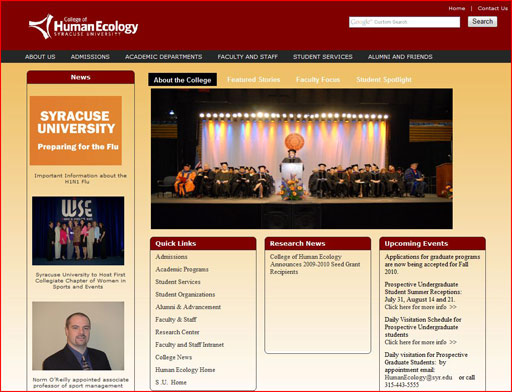 Home | Contact Us
College of
Human Ecology
SYRACUSE UNIVERSITY
Google™ Custom Search
Search
ABOUT US ADMISSIONS ACADEMIC DEPARTMENTS FACULTY AND STAFF STUDENT SERVICES ALUMNI AND FRIENDS
News
SYRACUSE
UNIVERSITY
Preparing for the Flu
Important Information about the
H1N1 Flu
WSE
Syracuse University to Host First
Collegiate Chapter of Women in
Sports and Events
Norm O'Reilly appointed associate
professor of sport management
About the College Featured Stories Faculty Focus Student Spotlight
Quick Links
Admissions
Academic Programs
Student Services
Student Organizations
Alumni & Advancement
Faculty & Staff
Research Center
Faculty and Staff Intranet
College News
Human Ecology Home
S.U. Home
Research News
College of Human Ecology
Announces 2009-2010 Seed Grant
Recipients
Upcoming Events
Applications for graduate programs
are now being accepted for Fall
2010.
Prospective Undergraduate
Student Summer Receptions:
July 31, August 14 and 21.
Click here for more info >>
Daily Visitation Schedule for
Prospective Undergraduate
students
Click here for more info >>
Daily visitation for Prospective
Graduate Students: by
appointment email:
HumanEcology@syr.edu or call
315-443-5555